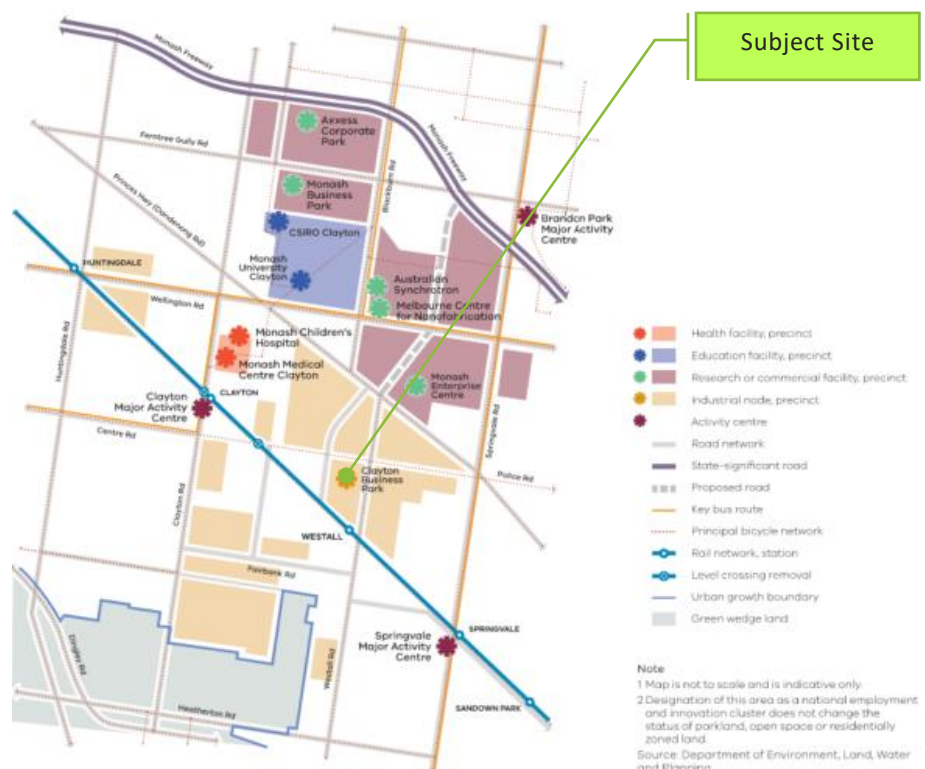 Subject Site
Monash Freeway
Monash Freeway
Axxess
Corporate
Park
Ferntree Gully Rd
Princes Hwy (Dandenong Rd)
Blackburn Rd
Monash
Business
Park
CSIRO Clayton
Brandon Park
Major Activity
Centre
Monash
University
Clayton
HUNTINGDALE
Australian
Synchrotron
Melbourne Centre
for Nanofabrication
Wellington Rd
Huntingdale Rd
Monash Children's
Hospital
Monash Medical
Centre Clayton
Monash
Enterprise
Centre
CLAYTON
Clayton
Major Activity
Centre
Centre Rd
Springvale Rd
Police Rd
Clayton
Business
Park
Clayton Rd
WESTALL
Fairbank Rd
Springvale
Major Activity
Centre
SPRINGVALE
Dingley Rd
Westall Rd
Heatherton Rd
SANDOWN PARK
Health facility, precinct
Education facility, precinct
Research or commercial facility, precinct
Industrial node, precinct
Activity centre
Road network
State-significant road
Proposed road
Key bus route
Principal bicycle network
Rail network, station
Level crossing removal
Urban growth boundary
Green wedge land
Note
1 Map is not to scale and is indicative only.
2 Designation of this area as a national employment
and innovation cluster does not change the
status of parkland, open space or residentially
zoned land.
Source: Department of Environment, Land, Water
and Planning